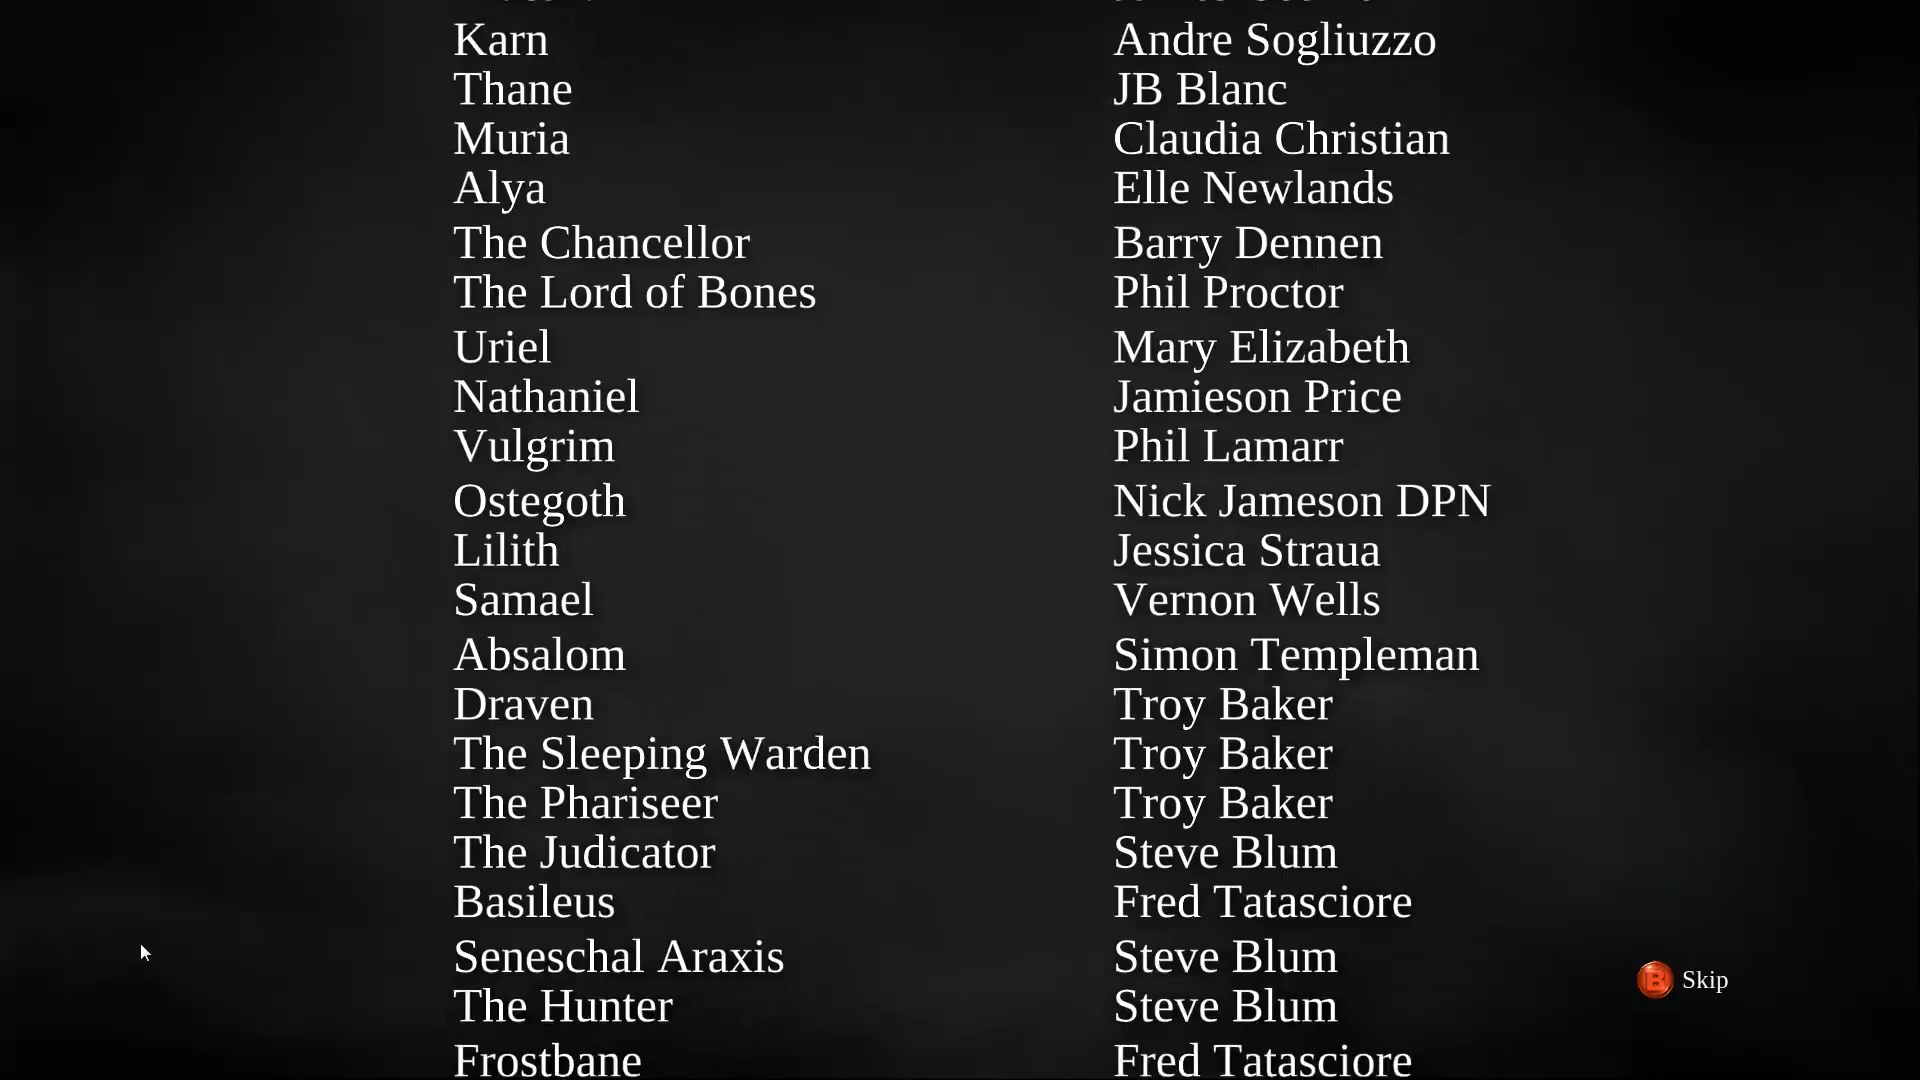 Karn Andre Sogliuzzo
Thane JB Blanc
Muria Claudia Christian
Alya Elle Newlands
The Chancellor Barry Dennen
The Lord of Bones Phil Proctor
Uriel Mary Elizabeth
Nathaniel Jamieson Price
Vulgrim Phil Lamarr
Ostegoth Nick Jameson DPN
Lilith Jessica Straua
Samael Vernon Wells
Absalom Simon Templeman
Draven Troy Baker
The Sleeping Warden Troy Baker
The Phariseer Troy Baker
The Judicator Steve Blum
Basileus Fred Tatasciore
Seneschal Araxis Steve Blum
B Skip
The Hunter Steve Blum
Frostbane Fred Tatasciore